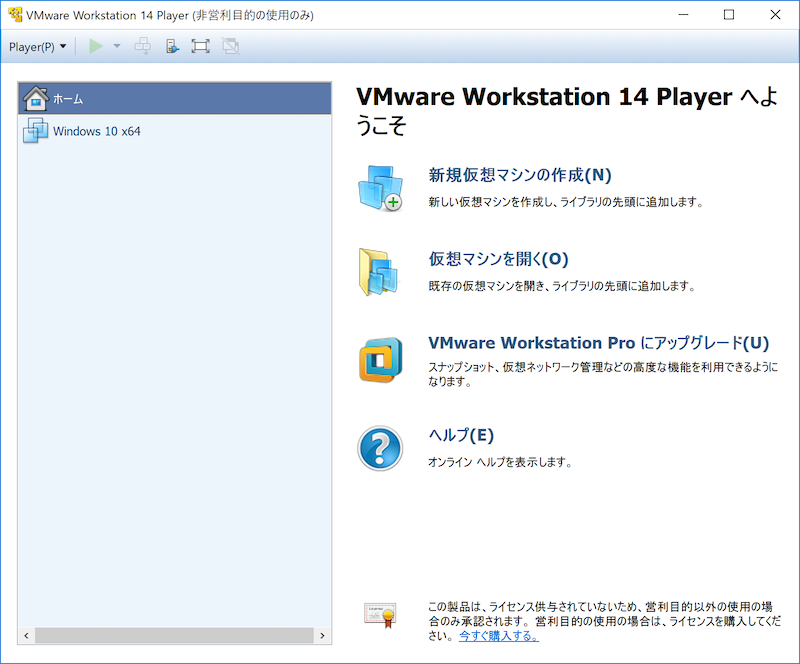 VMware Workstation 14 Player (非営利目的の使用のみ)
Player(P)
ホーム
Windows 10 x64
VMware Workstation 14 Player へよ
うこそ
新規仮想マシンの作成(N)
新しい仮想マシンを作成し、ライブラリの先頭に追加します。
仮想マシンを開く(O)
既存の仮想マシンを開き、ライブラリの先頭に追加します。
VMware Workstation Pro にアップグレード(U)
スナップショット、仮想ネットワーク管理などの高度な機能を利用できるように
なります。
ヘルプ(E)
オンライン ヘルプを表示します。
この製品は、ライセンス供与されていないため、営利目的以外の使用の場
合のみ承認されます。営利目的の使用の場合は、ライセンスを購入してくだ
さい。 今すぐ購入する。